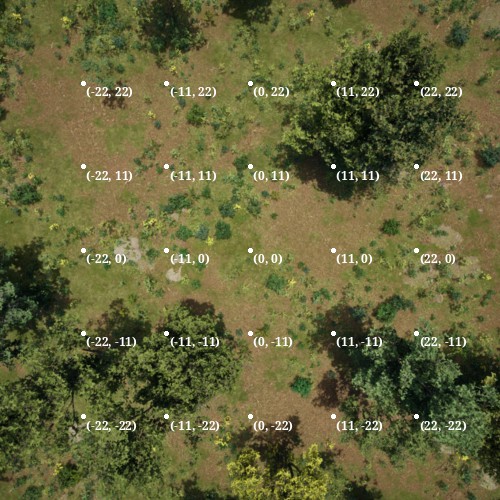 (-22, 22) (-11, 22) (0, 22) (11, 22) (22, 22)
(-22, 11) (-11, 11) (0, 11) (11, 11) (22, 11)
(-22, 0) (-11, 0) (0, 0) (11, 0) (22, 0)
(-22, -11) (-11, -11) (0, -11) (11, -11) (22, -11)
(-22, -22) (-11, -22) (0, -22) (11, -22) (22, -22)